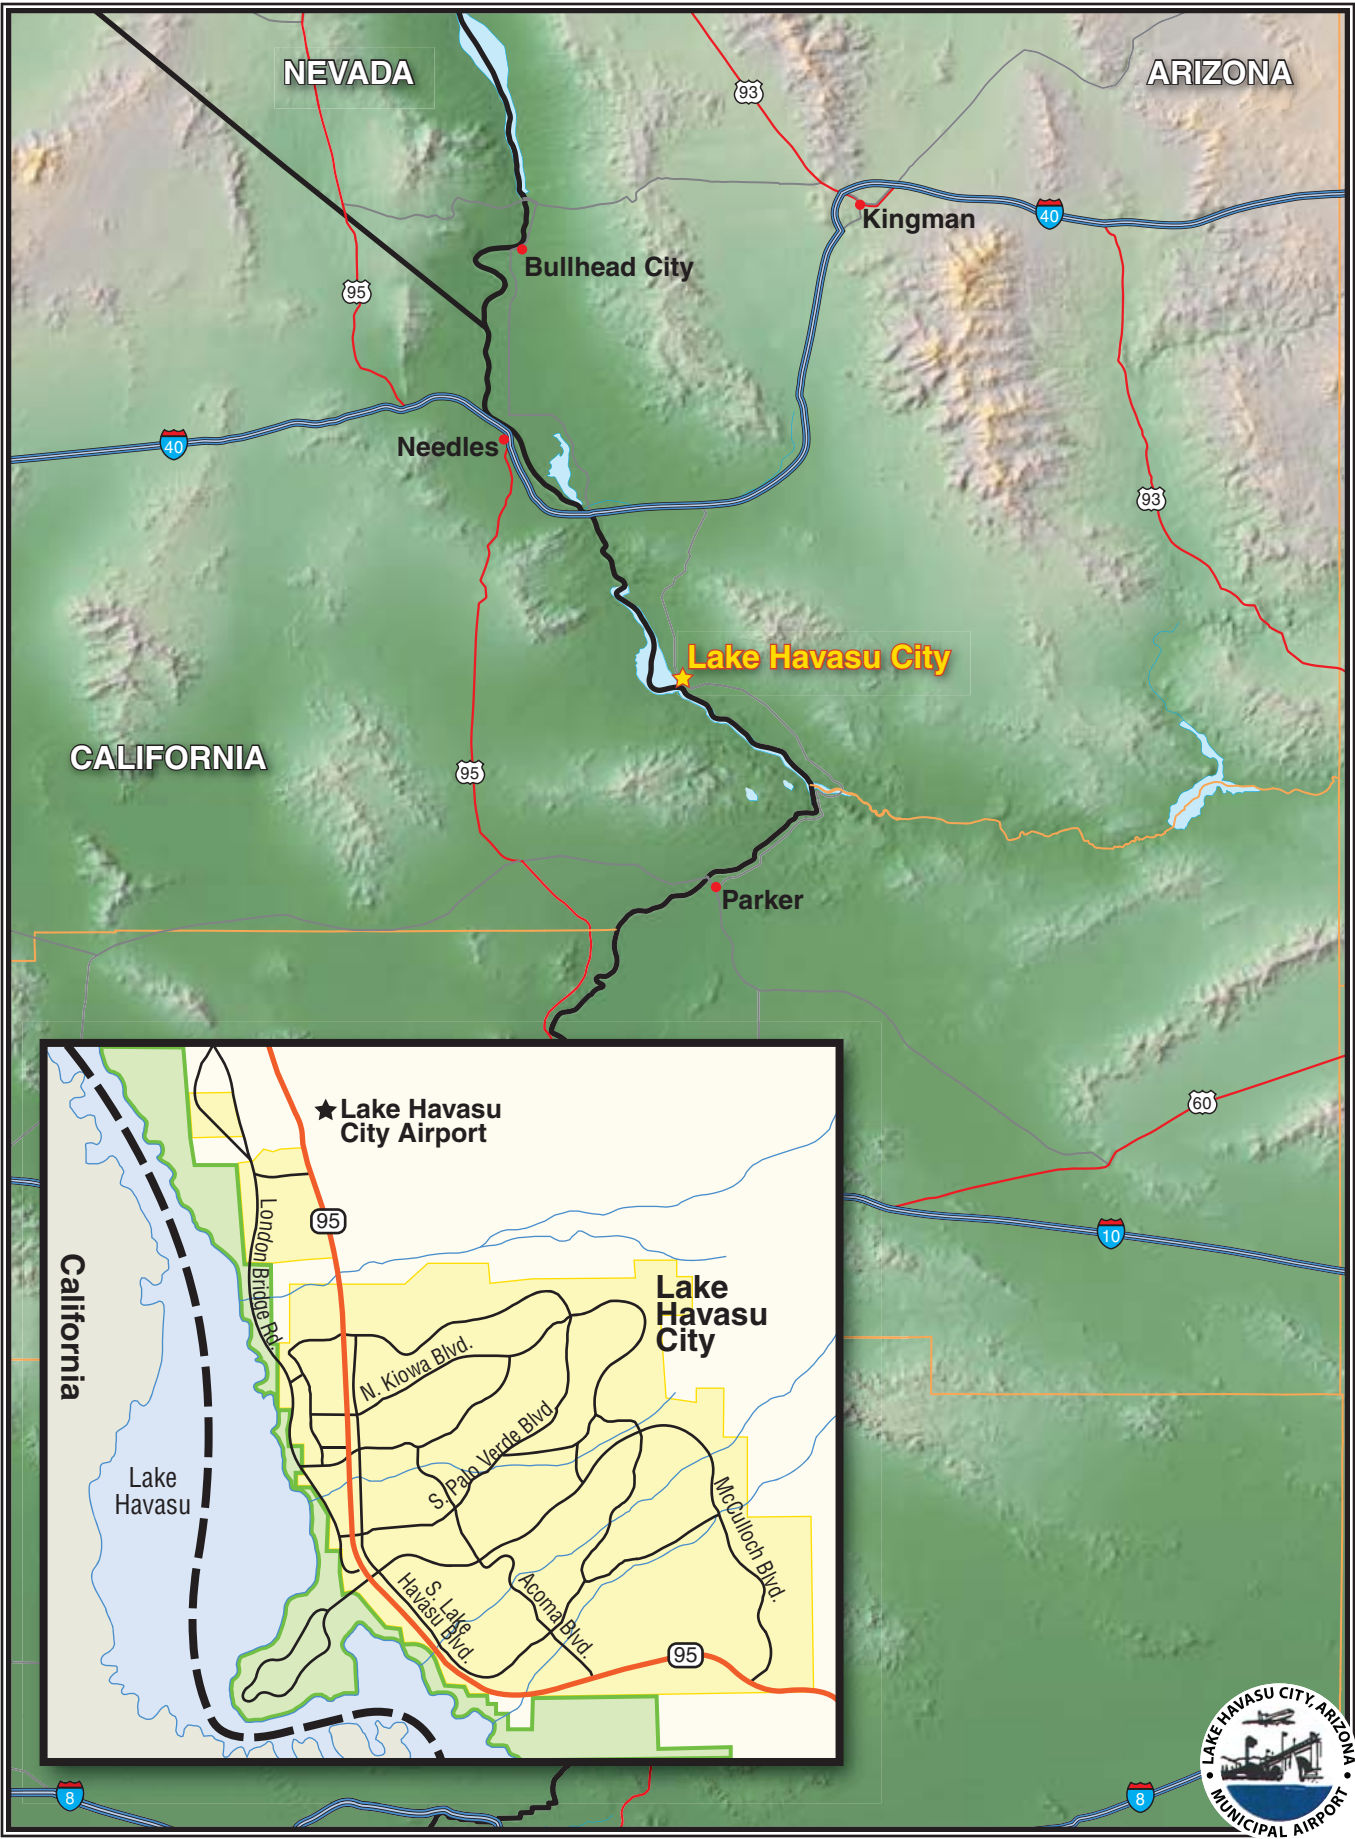 NEVADA
ARIZONA
93
40
Kingman
Bullhead City
95
40
Needles
93
Lake Havasu City
CALIFORNIA
95
Parker
60
10
Lake Havasu
City Airport
95
London Bridge Rd.
California
Lake
Havasu
City
N. Kiowa Blvd.
S. Palo Verde Blvd.
Lake
Havasu
McCulloch Blvd.
S. Lake
Havasu Blvd.
Acoma Blvd.
95
8
8
LAKE HAVASU CITY, ARIZONA
• MUNICIPAL AIRPORT •